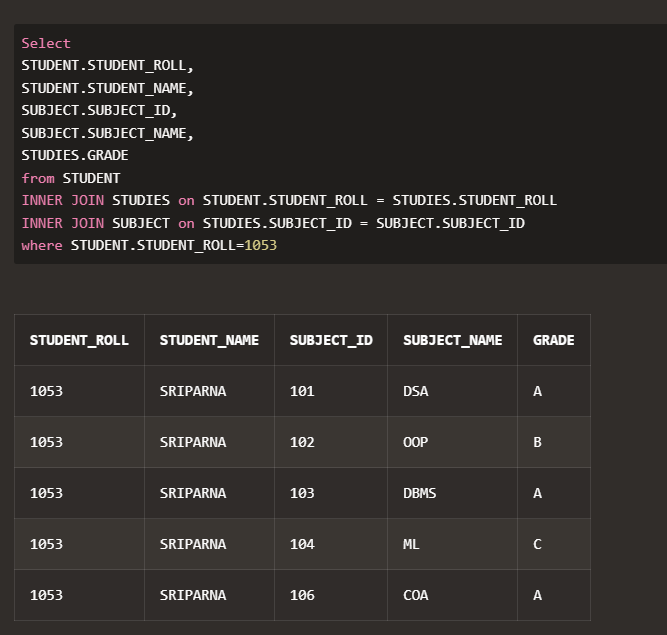 Select
STUDENT.STUDENT_ROLL,
STUDENT.STUDENT_NAME,
SUBJECT.SUBJECT_ID,
SUBJECT.SUBJECT_NAME,
STUDIES.GRADE
from STUDENT
INNER JOIN STUDIES on STUDENT.STUDENT_ROLL = STUDIES.STUDENT_ROLL
INNER JOIN SUBJECT on STUDIES.SUBJECT_ID = SUBJECT.SUBJECT_ID
where STUDENT.STUDENT_ROLL=1053
STUDENT_ROLL STUDENT_NAME SUBJECT_ID SUBJECT_NAME GRADE
1053 SRIPARNA 101 DSA A
1053 SRIPARNA 102 OOP B
1053 SRIPARNA 103 DBMS A
1053 SRIPARNA 104 ML C
1053 SRIPARNA 106 COA A